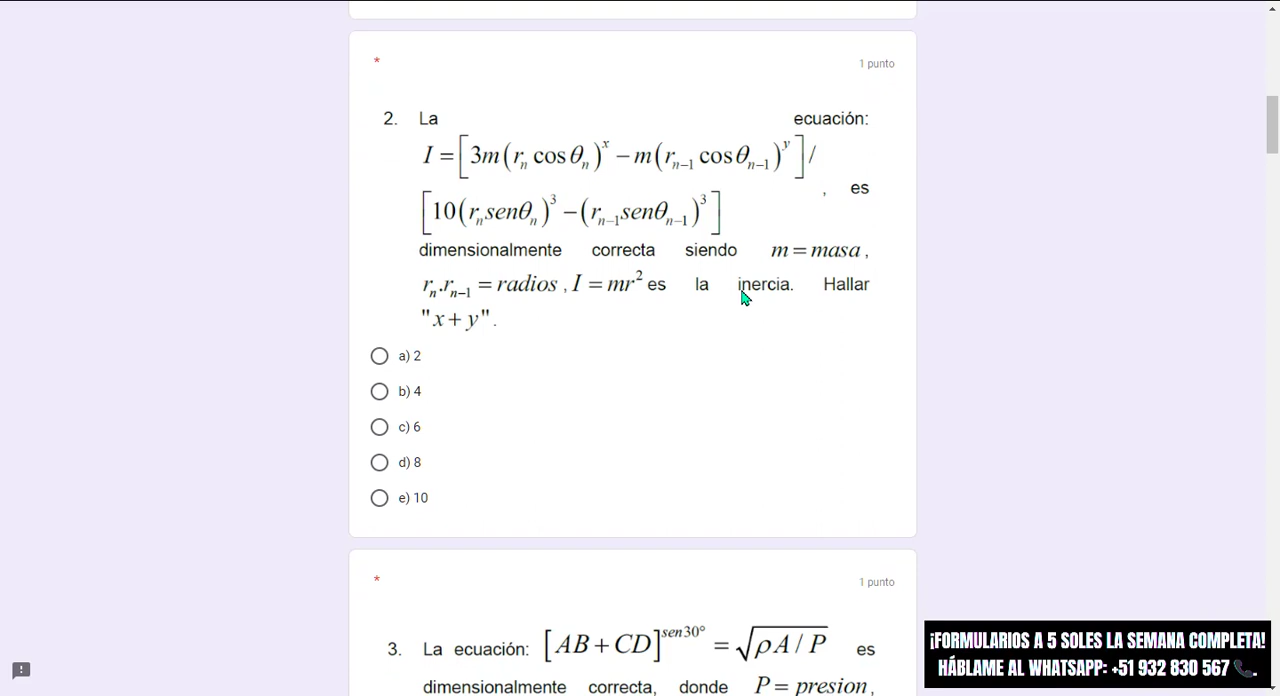 *
1 punto
2. La ecuación:
I = [3m(rₙ cos θₙ)ˣ − m(rₙ₋₁ cos θₙ₋₁)ʸ] /
, es
[10(rₙsenθₙ)³ − (rₙ₋₁senθₙ₋₁)³]
dimensionalmente correcta siendo m = masa,
rₙ.rₙ₋₁ = radios, I = mr² es la inercia. Hallar
"x + y".
a) 2
b) 4
c) 6
d) 8
e) 10
*
1 punto
3. La ecuación: [AB + CD]^sen30° = √ρA / P es
dimensionalmente correcta, donde P = presion,
¡FORMULARIOS A 5 SOLES LA SEMANA COMPLETA!
HÁBLAME AL WHATSAPP: +51 932 830 567 📞.